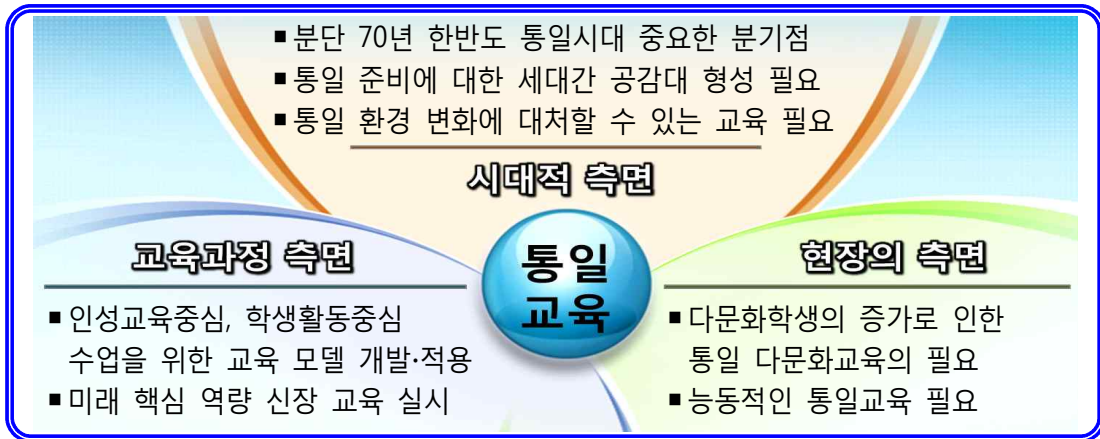 ■ 분단 70년 한반도 통일시대 중요한 분기점
■ 통일 준비에 대한 세대간 공감대 형성 필요
■ 통일 환경 변화에 대처할 수 있는 교육 필요
시대적 측면
통일
교육
교육과정 측면
■ 인성교육중심, 학생활동중심
수업을 위한 교육 모델 개발·적용
■ 미래 핵심 역량 신장 교육 실시
현장의 측면
■ 다문화학생의 증가로 인한
통일 다문화교육의 필요
■ 능동적인 통일교육 필요